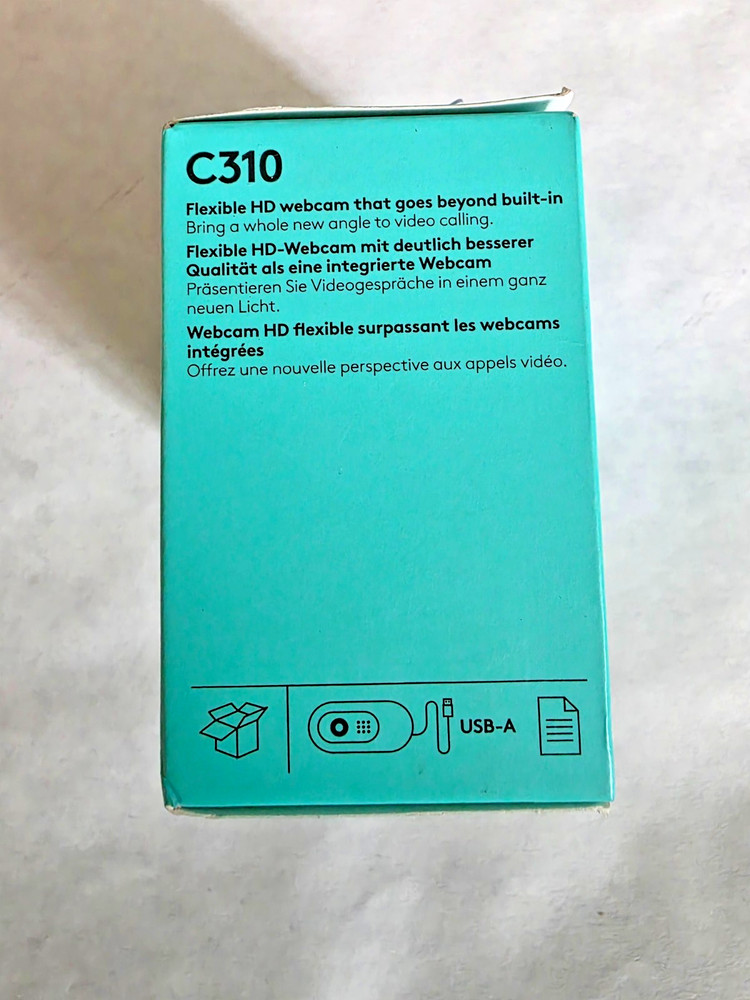 C310
Flexible HD webcam that goes beyond built-in
Bring a whole new angle to video calling.
Flexible HD-Webcam mit deutlich besserer
Qualität als eine integrierte Webcam
Präsentieren Sie Videogespräche in einem ganz
neuen Licht.
Webcam HD flexible surpassant les webcams
intégrées
Offrez une nouvelle perspective aux appels vidéo.
USB-A